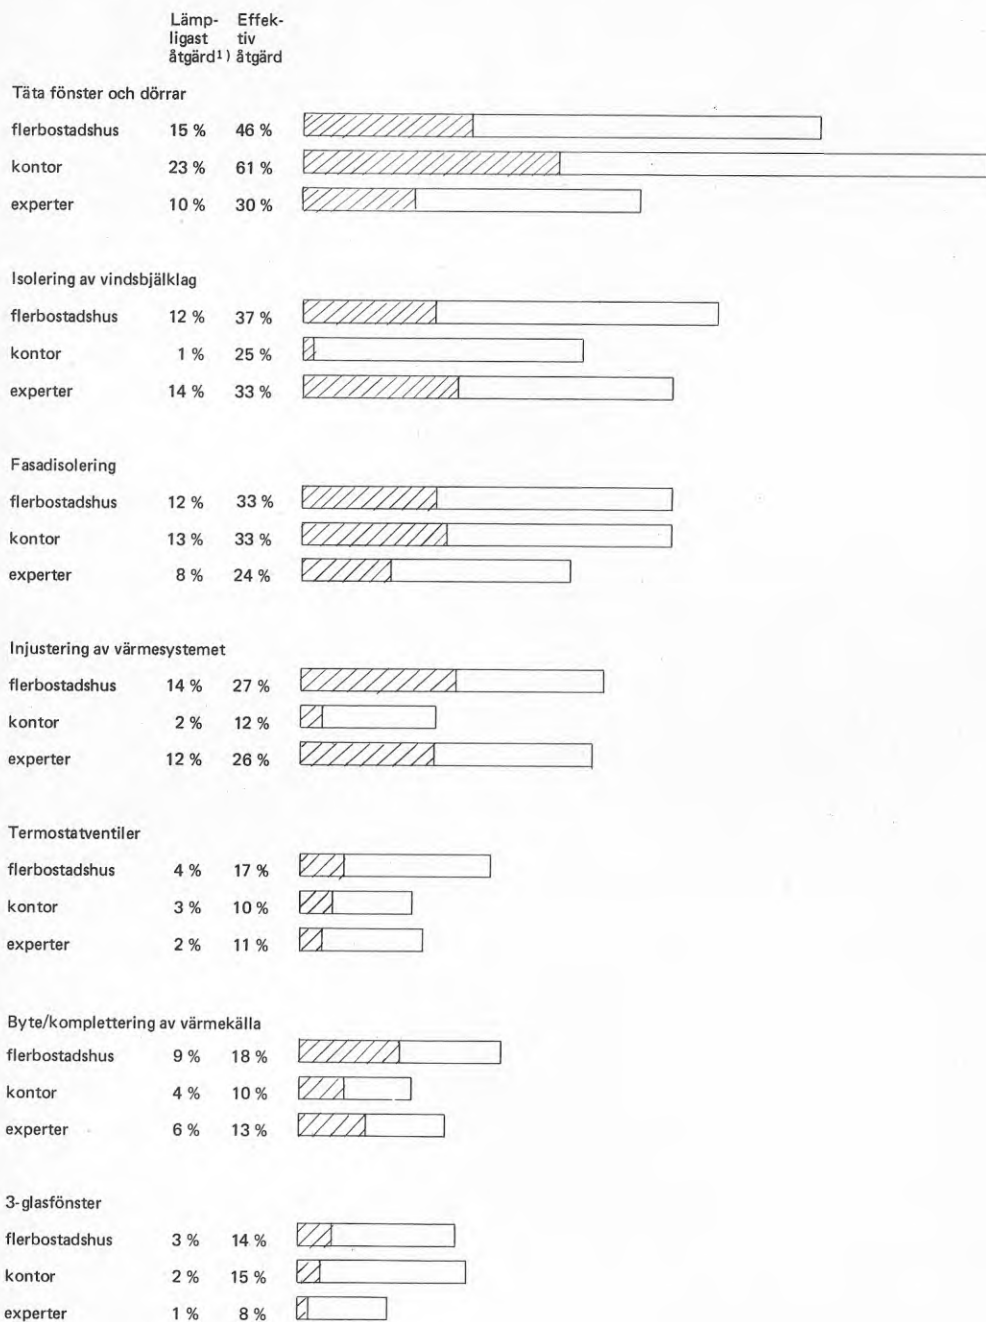 Lämp- Effek-
ligast tiv
åtgärd1) åtgärd
Täta fönster och dörrar
flerbostadshus 15 % 46 %
kontor 23 % 61 %
experter 10 % 30 %
Isolering av vindsbjälklag
flerbostadshus 12 % 37 %
kontor 1 % 25 %
experter 14 % 33 %
Fasadisolering
flerbostadshus 12 % 33 %
kontor 13 % 33 %
experter 8 % 24 %
Injustering av värmesystemet
flerbostadshus 14 % 27 %
kontor 2 % 12 %
experter 12 % 26 %
Termostatventiler
flerbostadshus 4 % 17 %
kontor 3 % 10 %
experter 2 % 11 %
Byte/komplettering av värmekälla
flerbostadshus 9 % 18 %
kontor 4 % 10 %
experter 6 % 13 %
3-glasfönster
flerbostadshus 3 % 14 %
kontor 2 % 15 %
experter 1 % 8 %